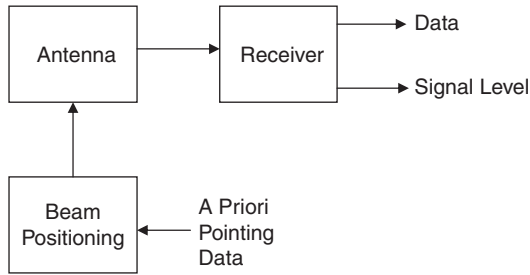 Antenna
Receiver
Data
Signal Level
Beam
Positioning
A Priori
Pointing
Data